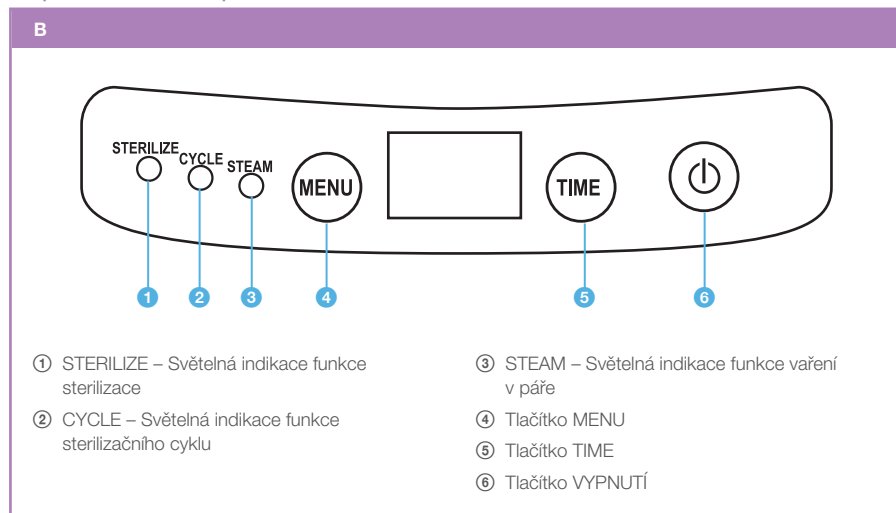 B
STERILIZE CYCLE STEAM
MENU
TIME
1 2 3 4 5 6
① STERILIZE – Světelná indikace funkce
sterilizace
② CYCLE – Světelná indikace funkce
sterilizačního cyklu
③ STEAM – Světelná indikace funkce vaření
v páře
④ Tlačítko MENU
⑤ Tlačítko TIME
⑥ Tlačítko VYPNUTÍ